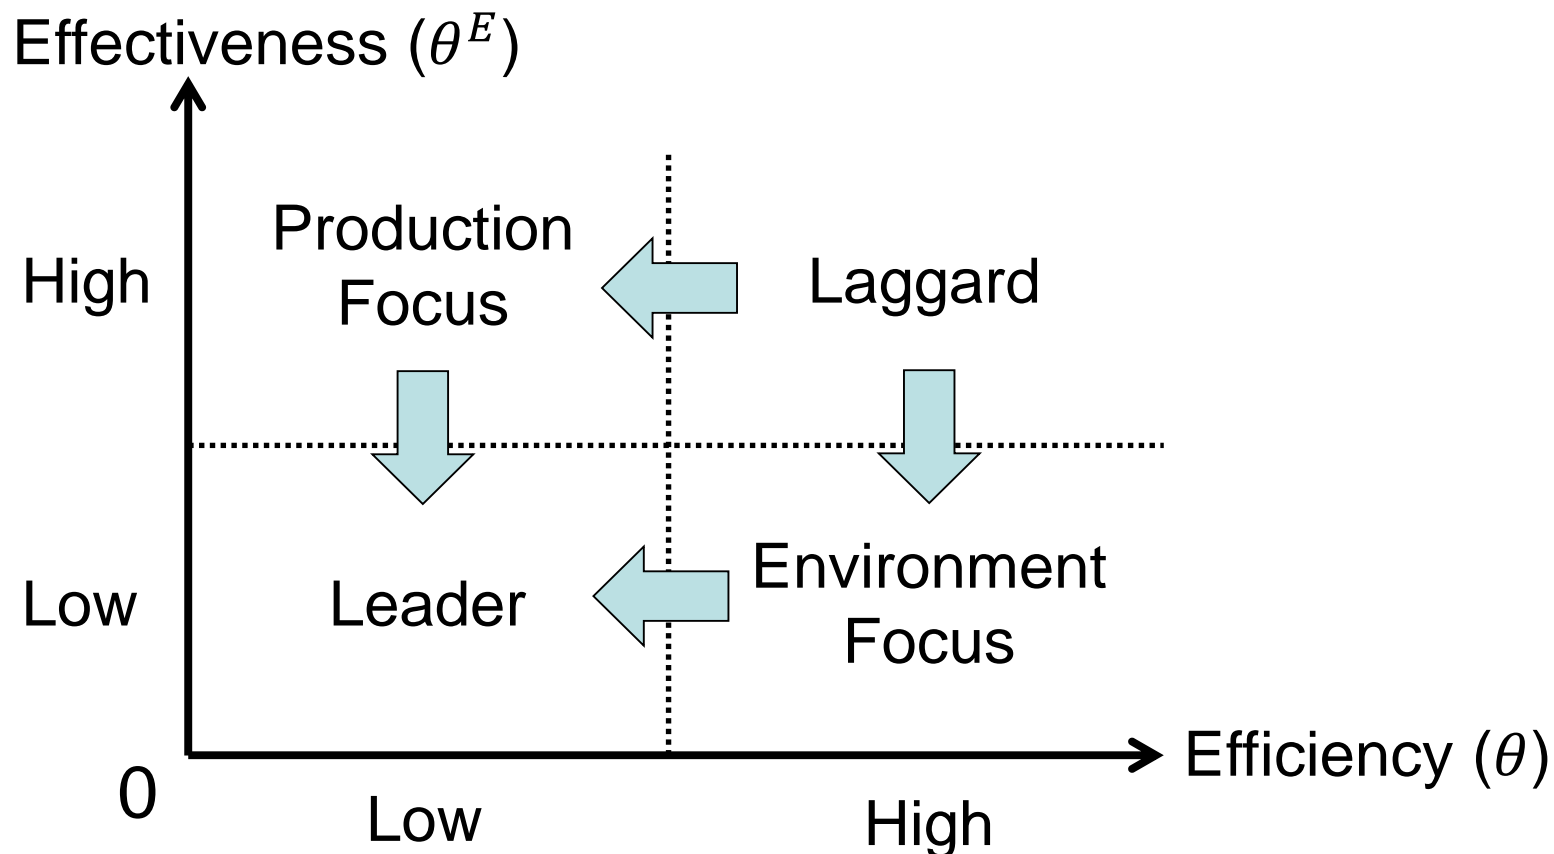 Effectiveness (θ^E)
Production
Focus
High
Laggard
Environment
Focus
Low
Leader
Efficiency (θ)
0
Low
High